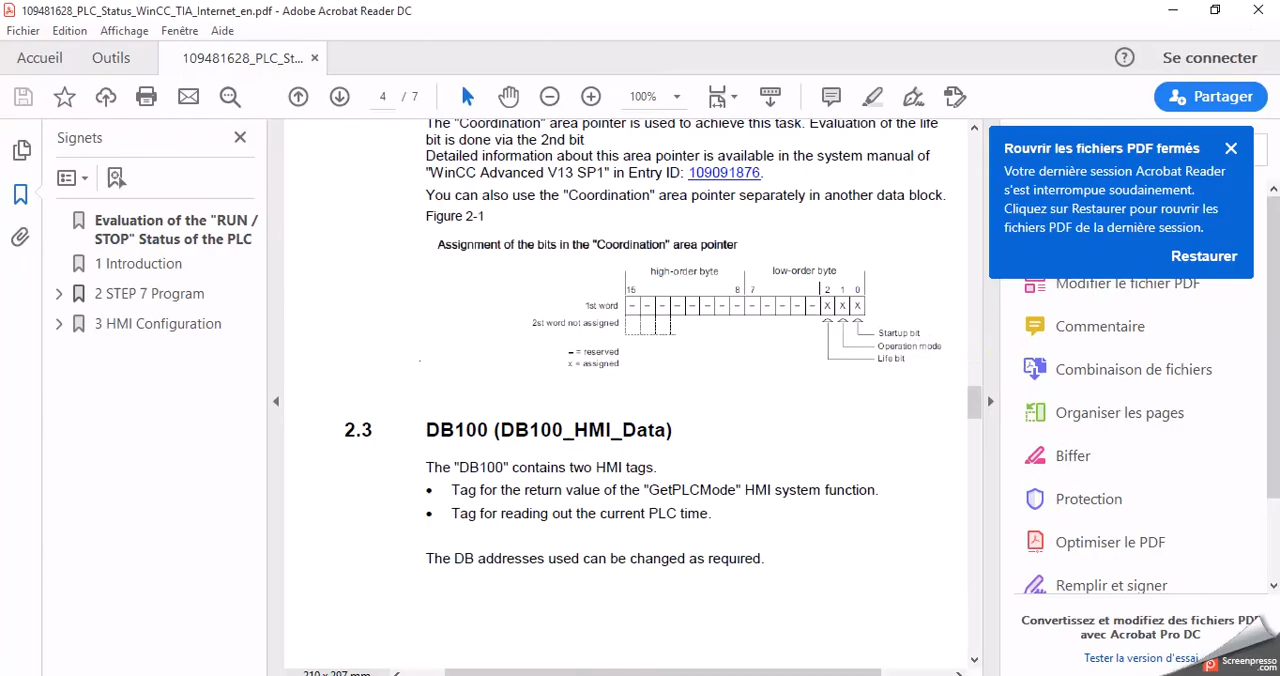 109481628_PLC_Status_WinCC_TIA_Internet_en.pdf - Adobe Acrobat Reader DC
Fichier Edition Affichage Fenêtre Aide
Accueil Outils 109481628_PLC_St... × Se connecter
4 / 7 100% Partager
Signets
Evaluation of the "RUN /
STOP" Status of the PLC
1 Introduction
2 STEP 7 Program
3 HMI Configuration
The "Coordination" area pointer is used to achieve this task. Evaluation of the life
bit is done via the 2nd bit
Detailed information about this area pointer is available in the system manual of
"WinCC Advanced V13 SP1" in Entry ID: 109091876.
You can also use the "Coordination" area pointer separately in another data block.
Figure 2-1
Assignment of the bits in the "Coordination" area pointer
high-order byte low-order byte
15 8 7 2 1 0
1st word – – – – – – – – – – – – – X X X
2st word not assigned
Startup bit
Operation mode
Life bit
– = reserved
x = assigned
2.3 DB100 (DB100_HMI_Data)
The "DB100" contains two HMI tags.
• Tag for the return value of the "GetPLCMode" HMI system function.
• Tag for reading out the current PLC time.
The DB addresses used can be changed as required.
210 x 297 mm
Rouvrir les fichiers PDF fermés
Votre dernière session Acrobat Reader
s'est interrompue soudainement.
Cliquez sur Restaurer pour rouvrir les
fichiers PDF de la dernière session.
Restaurer
Modifier le fichier PDF
Commentaire
Combinaison de fichiers
Organiser les pages
Biffer
Protection
Optimiser le PDF
Remplir et signer
Convertissez et modifiez des fichiers PDF
avec Acrobat Pro DC
Tester la version d'essai
Screenpresso
.com